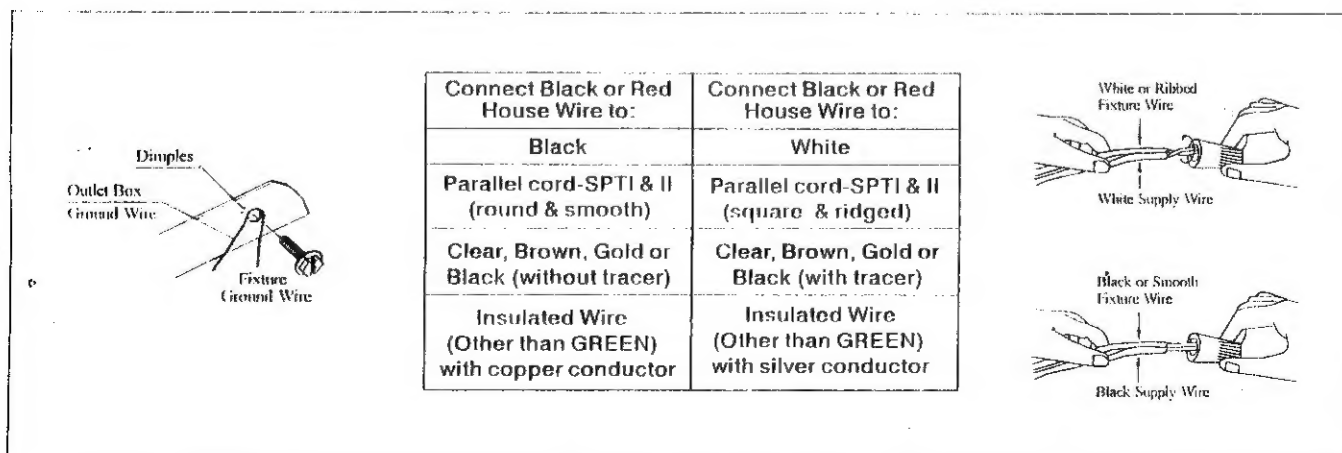 Dimples
Outlet Box
Ground Wire
Fixture
Ground Wire
Connect Black or Red
House Wire to:
Connect Black or Red
House Wire to:
Black
White
Parallel cord-SPTI & II
(round & smooth)
Parallel cord-SPTI & II
(square & ridged)
Clear, Brown, Gold or
Black (without tracer)
Clear, Brown, Gold or
Black (with tracer)
Insulated Wire
(Other than GREEN)
with copper conductor
Insulated Wire
(Other than GREEN)
with silver conductor
White or Ribbed
Fixture Wire
White Supply Wire
Black or Smooth
Fixture Wire
Black Supply Wire